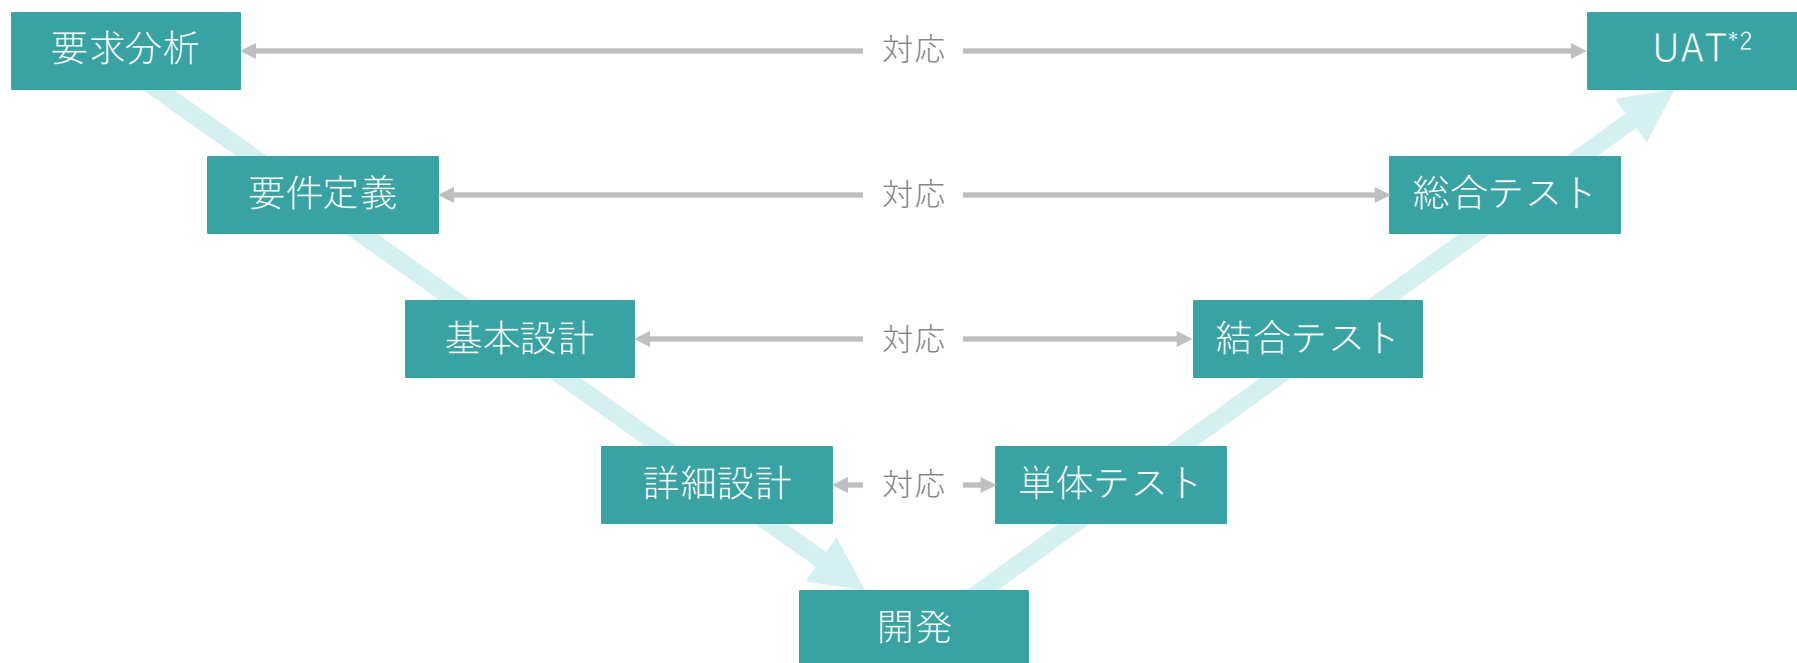 要求分析
対応
UAT*2
要件定義
対応
総合テスト
基本設計
対応
結合テスト
詳細設計
対応
単体テスト
開発